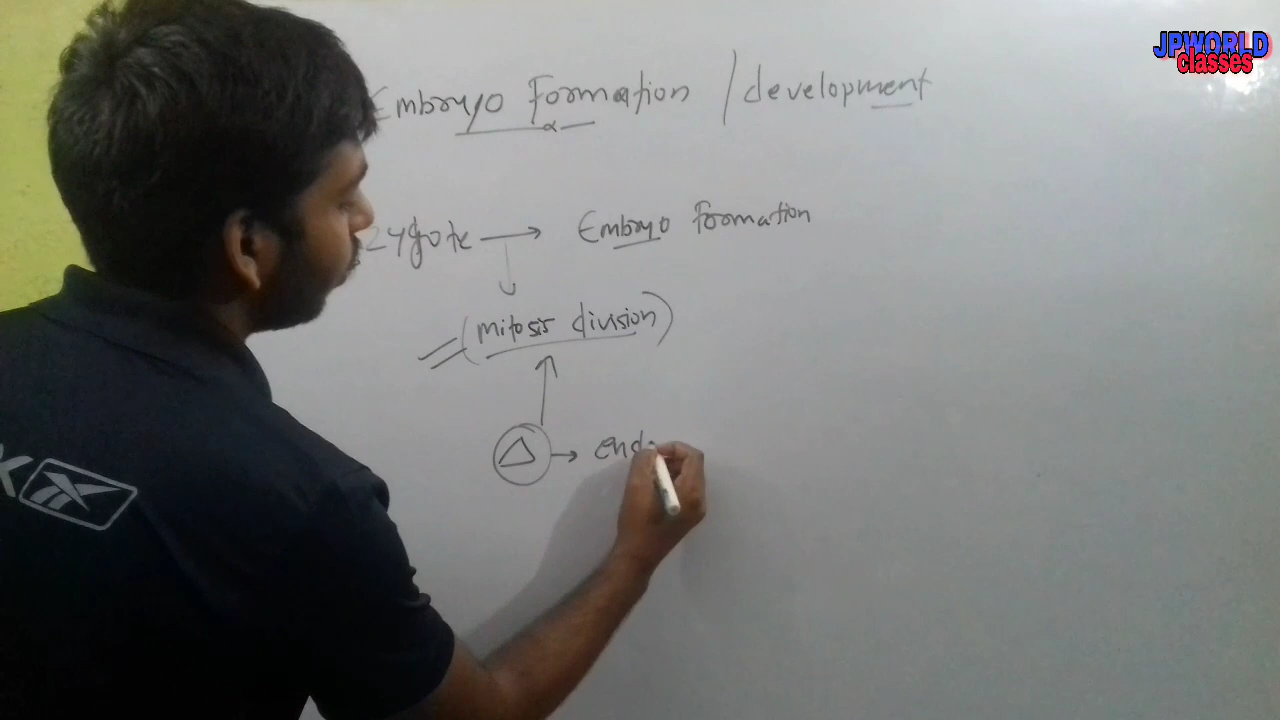 JPWORLD
classes
Embryo Formation / development
Zygote → Embryo Formation
(mitosis division)
△ → end
K